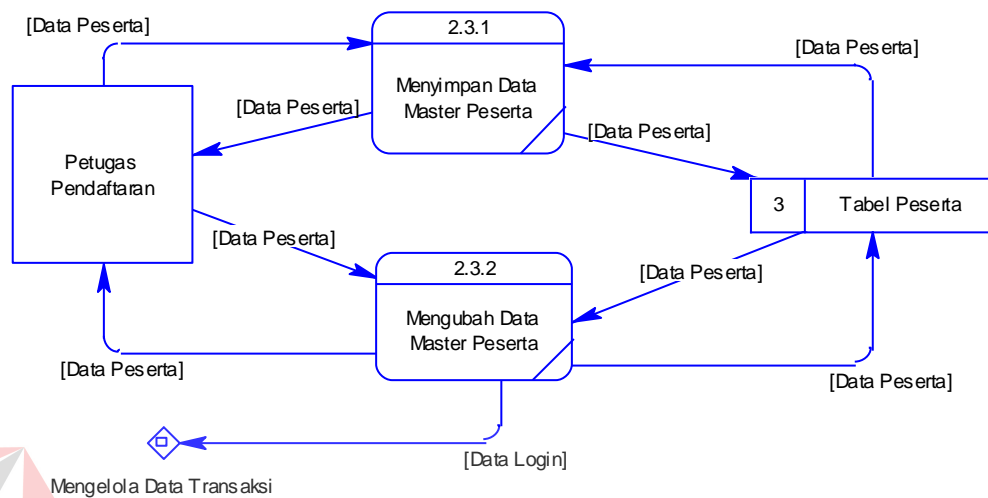 [Data Peserta]
2.3.1
Menyimpan Data
Master Peserta
[Data Peserta]
[Data Peserta]
[Data Peserta]
Petugas
Pendaftaran
3
Tabel Peserta
[Data Peserta]
2.3.2
Mengubah Data
Master Peserta
[Data Peserta]
[Data Peserta]
[Data Peserta]
[Data Login]
Mengelola Data Transaksi